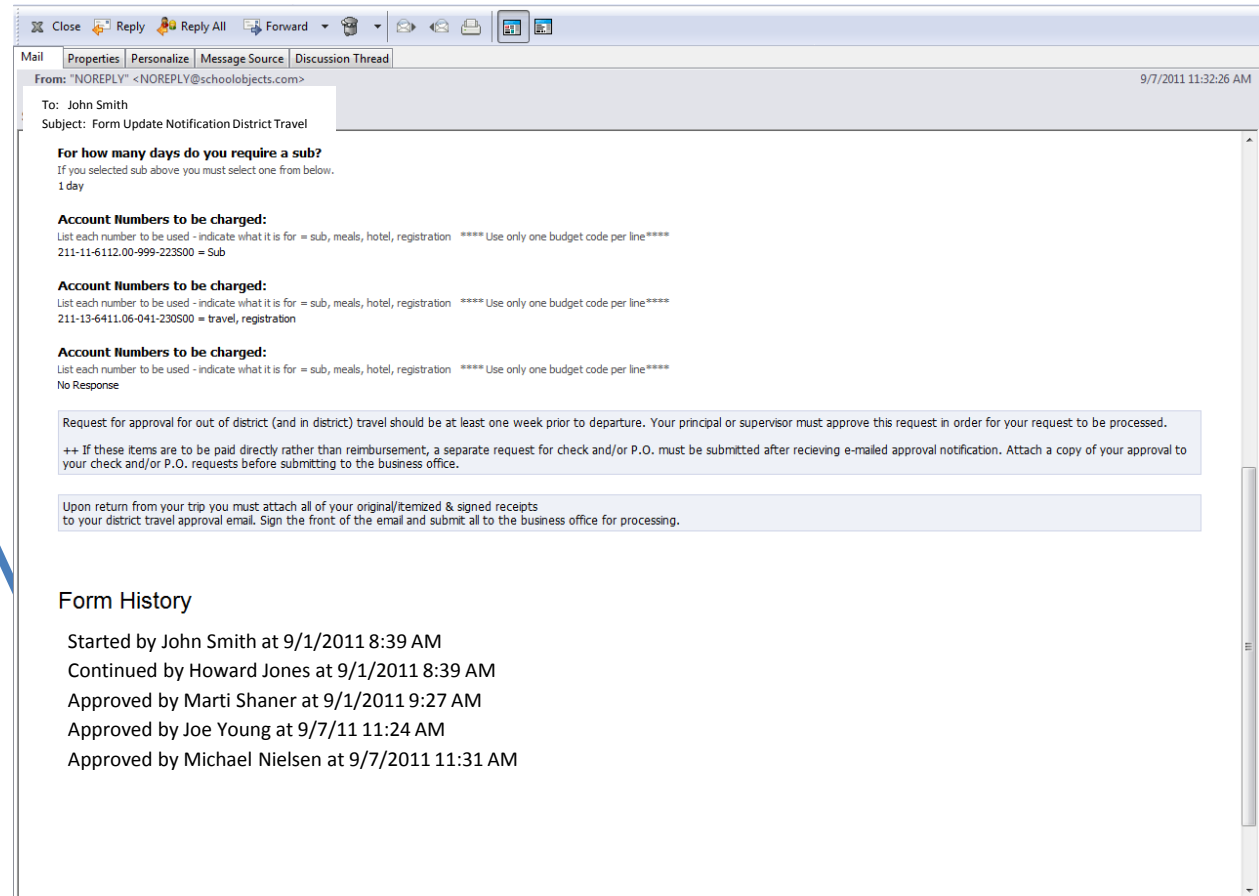 Close Reply Reply All Forward
Mail Properties Personalize Message Source Discussion Thread
From: "NOREPLY" <NOREPLY@schoolobjects.com> 9/7/2011 11:32:26 AM
To: John Smith
Subject: Form Update Notification District Travel
For how many days do you require a sub?
If you selected sub above you must select one from below.
1 day
Account Numbers to be charged:
List each number to be used - indicate what it is for = sub, meals, hotel, registration ****Use only one budget code per line****
211-11-6112.00-999-223S00 = Sub
Account Numbers to be charged:
List each number to be used - indicate what it is for = sub, meals, hotel, registration ****Use only one budget code per line****
211-13-6411.06-041-230S00 = travel, registration
Account Numbers to be charged:
List each number to be used - indicate what it is for = sub, meals, hotel, registration ****Use only one budget code per line****
No Response
Request for approval for out of district (and in district) travel should be at least one week prior to departure. Your principal or supervisor must approve this request in order for your request to be processed.
++ If these items are to be paid directly rather than reimbursement, a separate request for check and/or P.O. must be submitted after recieving e-mailed approval notification. Attach a copy of your approval to
your check and/or P.O. requests before submitting to the business office.
Upon return from your trip you must attach all of your original/itemized & signed receipts
to your district travel approval email. Sign the front of the email and submit all to the business office for processing.
Form History
Started by John Smith at 9/1/2011 8:39 AM
Continued by Howard Jones at 9/1/2011 8:39 AM
Approved by Marti Shaner at 9/1/2011 9:27 AM
Approved by Joe Young at 9/7/11 11:24 AM
Approved by Michael Nielsen at 9/7/2011 11:31 AM